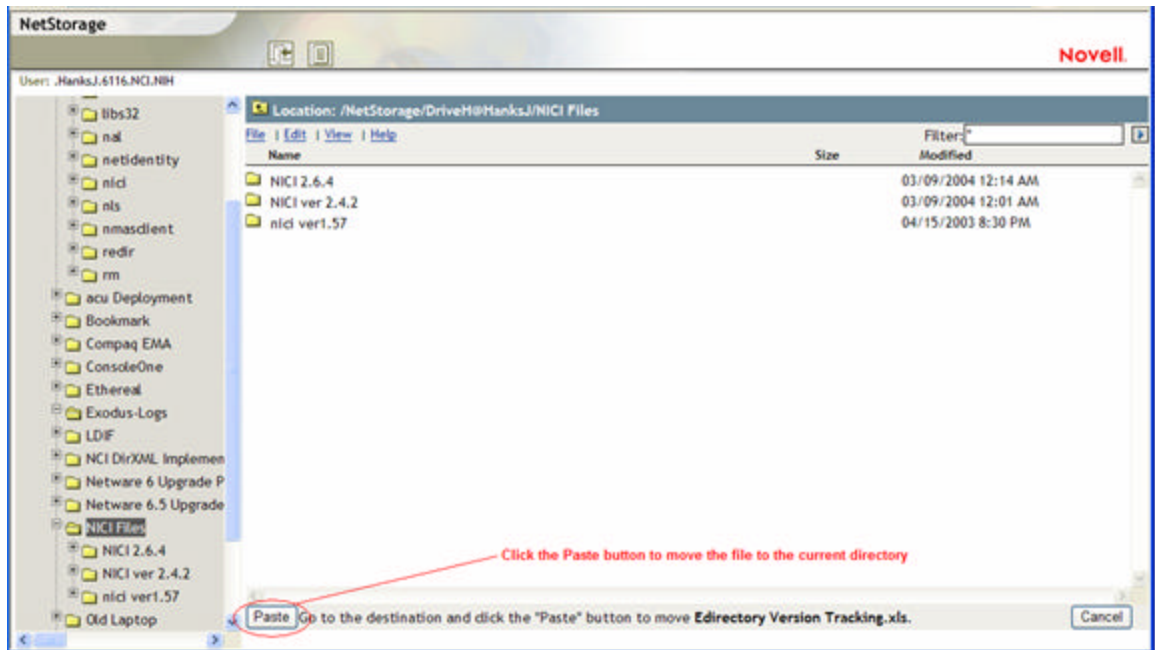 NetStorage
Novell.
User: .HanksJ.6116.NCI.NIH
libs32
nal
netidentity
nici
nls
nmasclient
redir
rm
acu Deployment
Bookmark
Compaq EMA
ConsoleOne
Ethereal
Exodus-Logs
LDIF
NCI DirXML Implemen
Netware 6 Upgrade P
Netware 6.5 Upgrade
NICI Files
NICI 2.6.4
NICI ver 2.4.2
nici ver1.57
Old Laptop
Location: /NetStorage/DriveH@HanksJ/NICI Files
File | Edit | View | Help Filter:*
Name Size Modified
NICI 2.6.4 03/09/2004 12:14 AM
NICI ver 2.4.2 03/09/2004 12:01 AM
nici ver1.57 04/15/2003 8:30 PM
Click the Paste button to move the file to the current directory
Paste Go to the destination and click the "Paste" button to move Edirectory Version Tracking.xls. Cancel